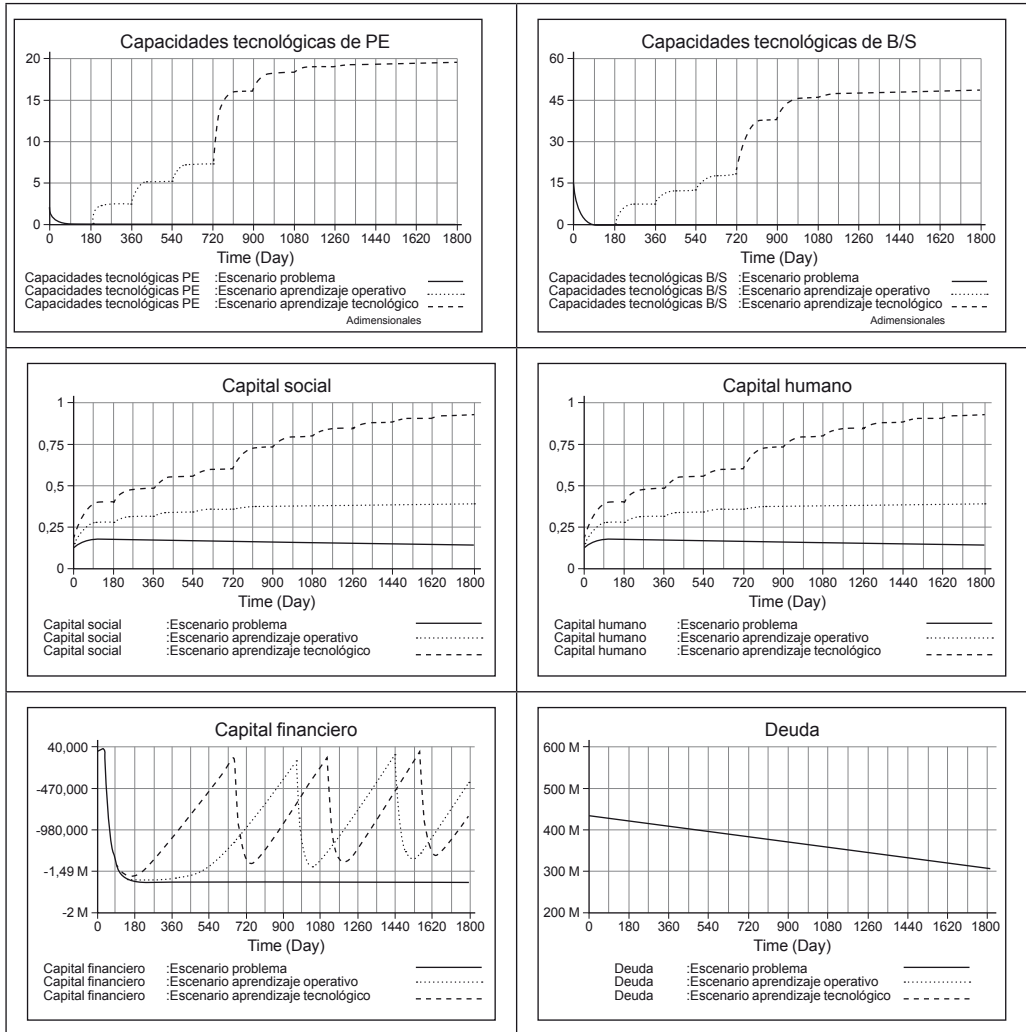 Capacidades tecnológicas de PE
20
15
10
5
0
0 180 360 540 720 900 1080 1260 1440 1620 1800
Time (Day)
Capacidades tecnológicas PE :Escenario problema
Capacidades tecnológicas PE :Escenario aprendizaje operativo
Capacidades tecnológicas PE :Escenario aprendizaje tecnológico
Adimensionales
Capacidades tecnológicas de B/S
60
45
30
15
0
0 180 360 540 720 900 1080 1260 1440 1620 1800
Time (Day)
Capacidades tecnológicas B/S :Escenario problema
Capacidades tecnológicas B/S :Escenario aprendizaje operativo
Capacidades tecnológicas B/S :Escenario aprendizaje tecnológico
Adimensionales
Capital social
1
0,75
0,5
0,25
0
0 180 360 540 720 900 1080 1260 1440 1620 1800
Time (Day)
Capital social :Escenario problema
Capital social :Escenario aprendizaje operativo
Capital social :Escenario aprendizaje tecnológico
Capital humano
1
0,75
0,5
0,25
0
0 180 360 540 720 900 1080 1260 1440 1620 1800
Time (Day)
Capital humano :Escenario problema
Capital humano :Escenario aprendizaje operativo
Capital humano :Escenario aprendizaje tecnológico
Capital financiero
40,000
-470,000
-980,000
-1,49 M
-2 M
0 180 360 540 720 900 1080 1260 1440 1620 1800
Time (Day)
Capital financiero :Escenario problema
Capital financiero :Escenario aprendizaje operativo
Capital financiero :Escenario aprendizaje tecnológico
Deuda
600 M
500 M
400 M
300 M
200 M
0 180 360 540 720 900 1080 1260 1440 1620 1800
Time (Day)
Deuda :Escenario problema
Deuda :Escenario aprendizaje operativo
Deuda :Escenario aprendizaje tecnológico